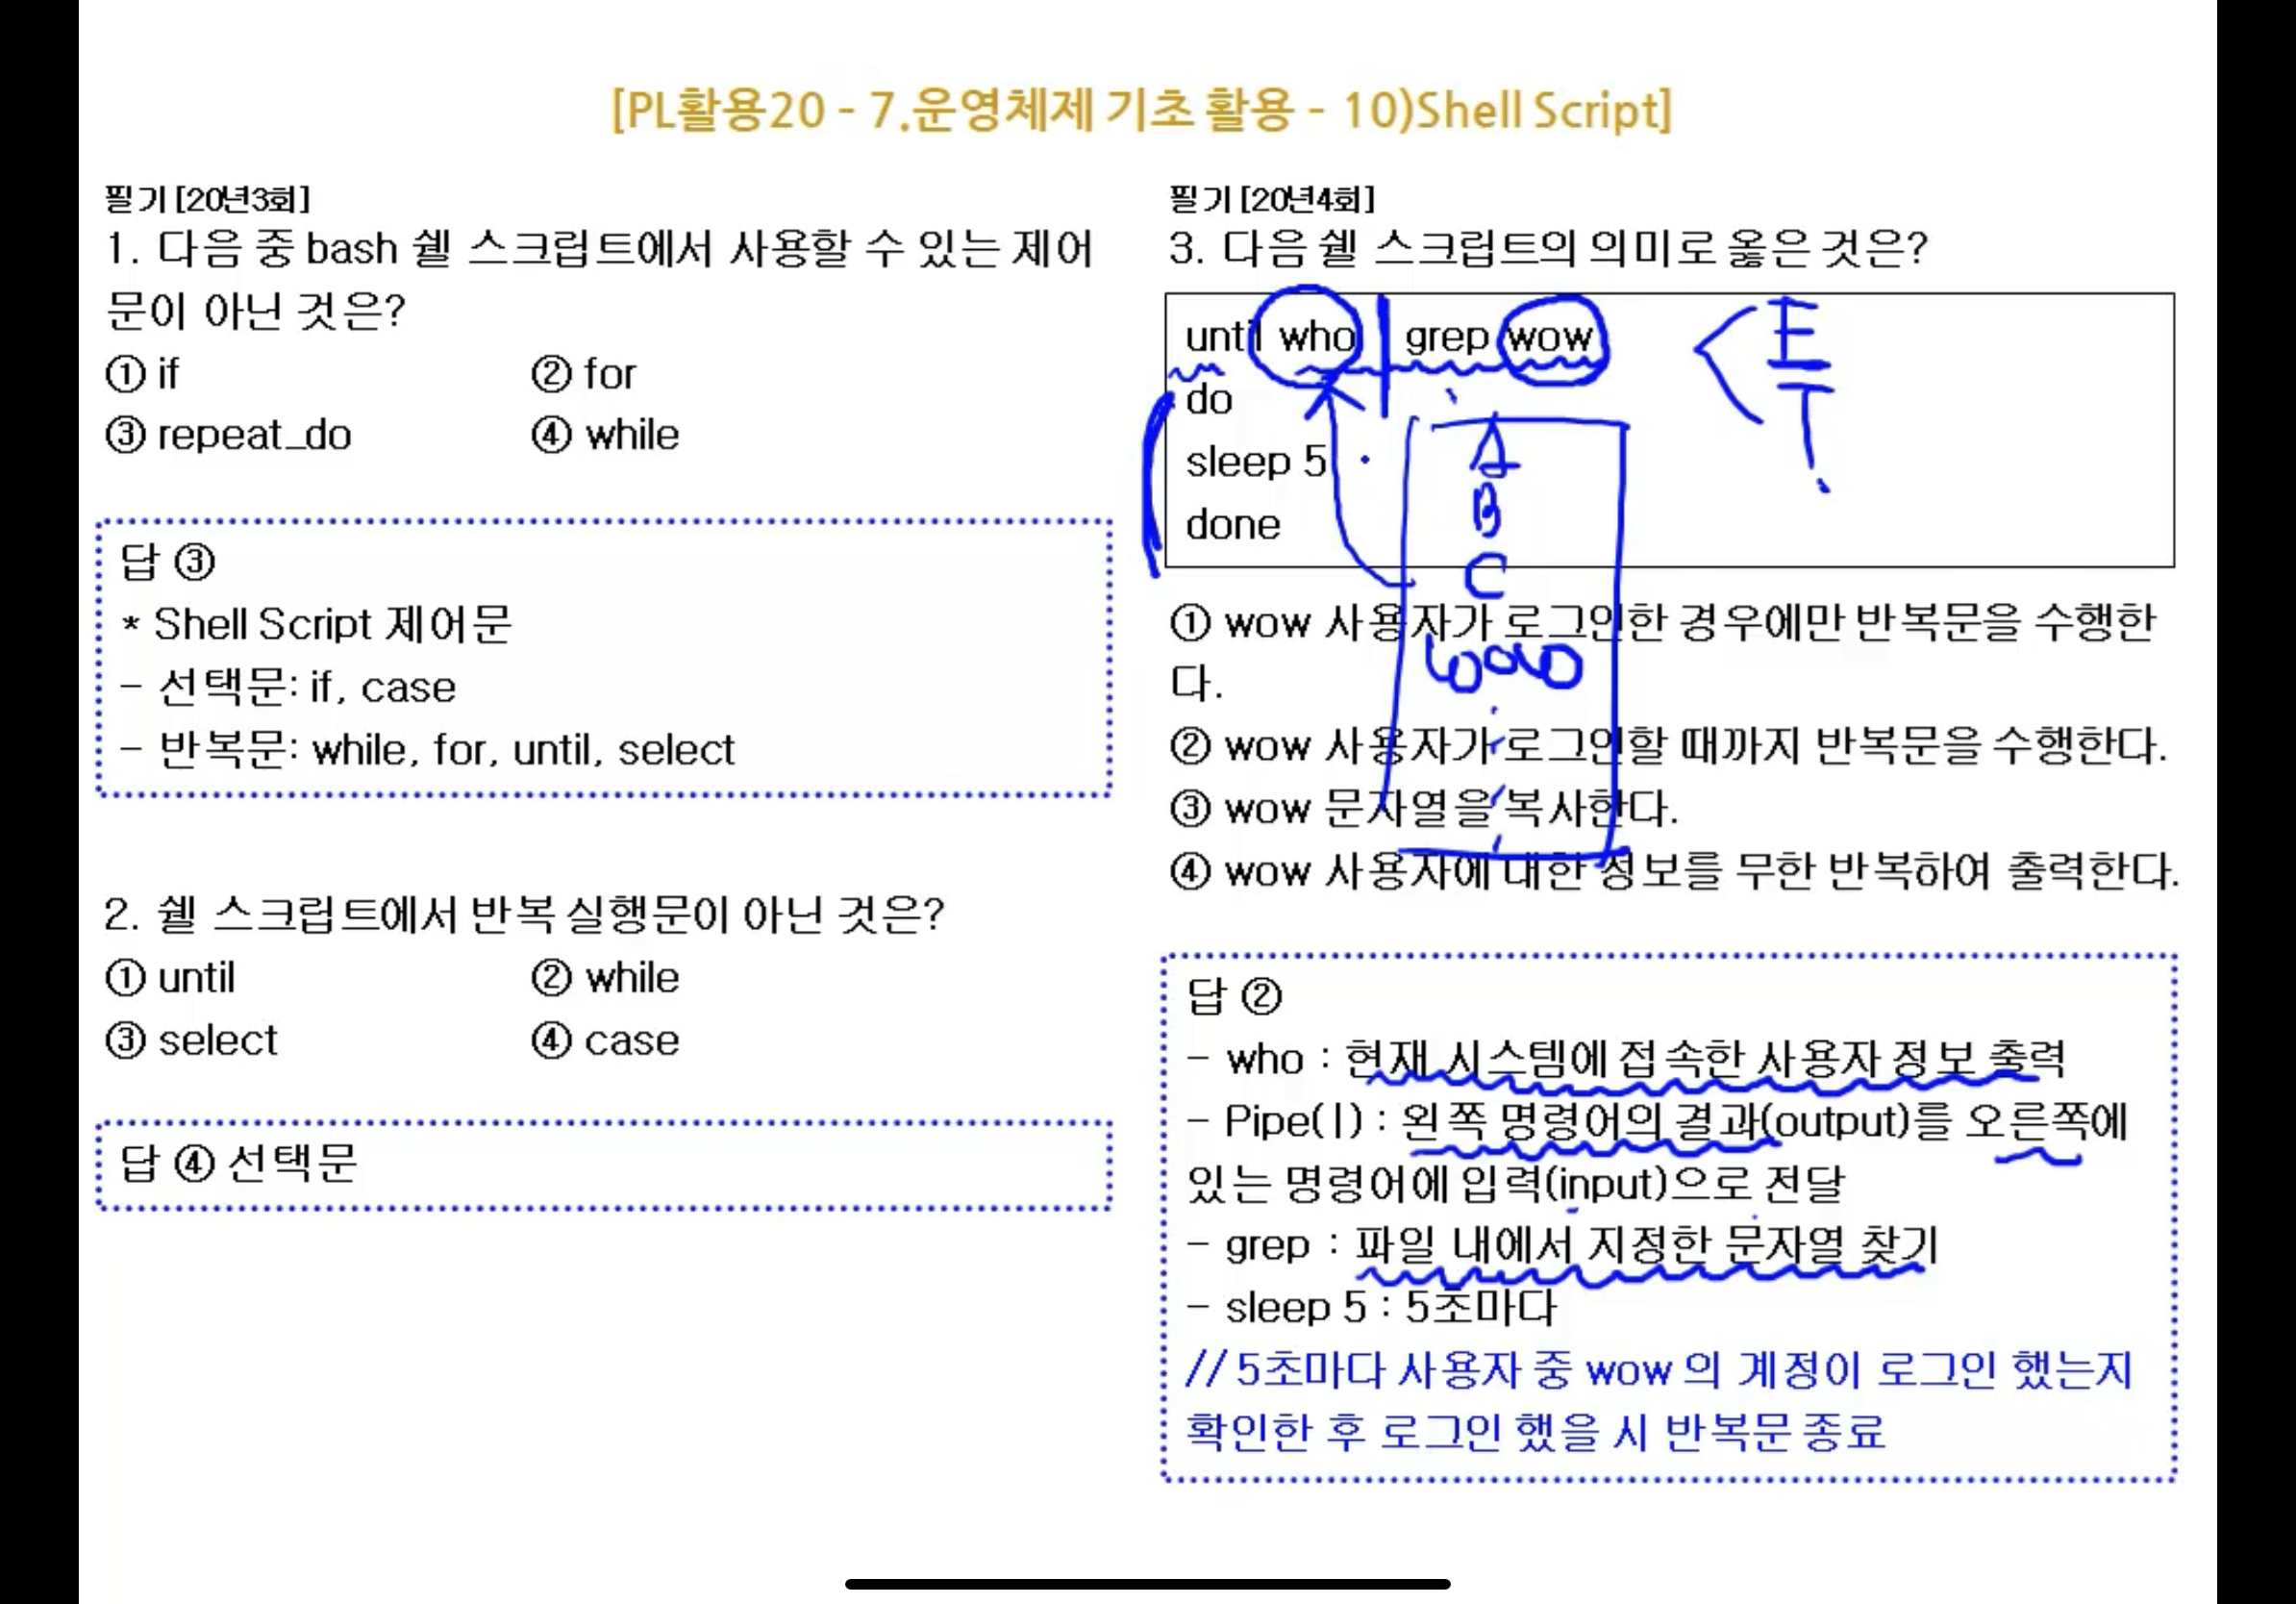 [PL활용20 - 7.운영체제 기초 활용 - 10)Shell Script]
필기 [20년3회]
1. 다음 중 bash 쉘 스크립트에서 사용할 수 있는 제어
문이 아닌 것은?
① if ② for
③ repeat_do ④ while
답 ③
* Shell Script 제어문
- 선택문: if, case
- 반복문: while, for, until, select
2. 쉘 스크립트에서 반복 실행문이 아닌 것은?
① until ② while
③ select ④ case
답 ④ 선택문
필기 [20년4회]
3. 다음 쉘 스크립트의 의미로 옳은 것은?
until who | grep wow
do
sleep 5
done
F
T
A
B
C
wow
① wow 사용자가 로그인한 경우에만 반복문을 수행한
다.
② wow 사용자가 로그인할 때까지 반복문을 수행한다.
③ wow 문자열을 복사한다.
④ wow 사용자에 대한 정보를 무한 반복하여 출력한다.
답 ②
- who : 현재 시스템에 접속한 사용자 정보 출력
- Pipe(|) : 왼쪽 명령어의 결과(output)를 오른쪽에
있는 명령어에 입력(input)으로 전달
- grep : 파일 내에서 지정한 문자열 찾기
- sleep 5 : 5초마다
// 5초마다 사용자 중 wow 의 계정이 로그인 했는지
확인한 후 로그인 했을 시 반복문 종료